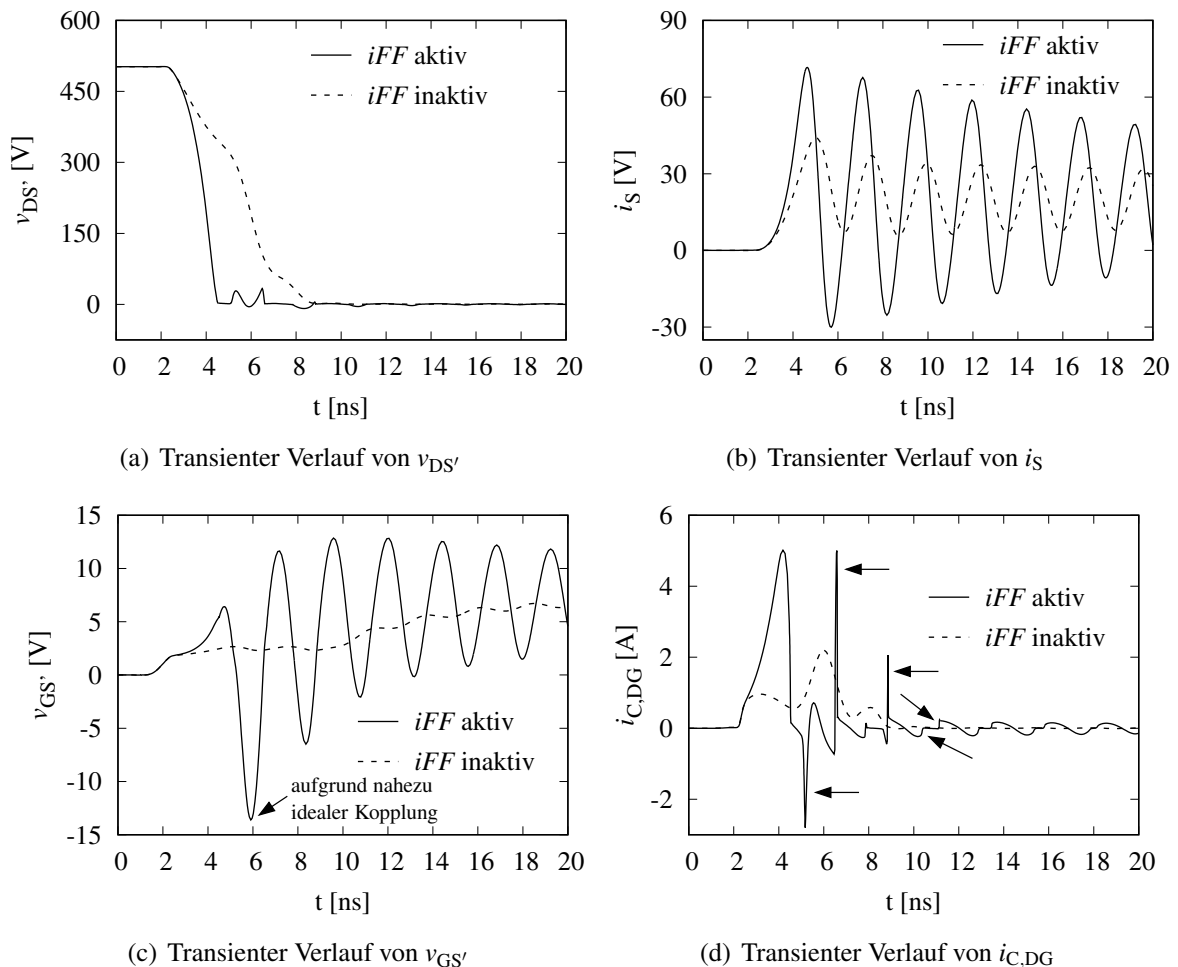 600
450
300
150
0
v_DS’ [V]
0 2 4 6 8 10 12 14 16 18 20
t [ns]
iFF aktiv
iFF inaktiv
(a) Transienter Verlauf von v_DS′
90
60
30
0
-30
i_S [V]
0 2 4 6 8 10 12 14 16 18 20
t [ns]
iFF aktiv
iFF inaktiv
(b) Transienter Verlauf von i_S
15
10
5
0
-5
-10
-15
v_GS’ [V]
0 2 4 6 8 10 12 14 16 18 20
t [ns]
iFF aktiv
iFF inaktiv
aufgrund nahezu
idealer Kopplung
(c) Transienter Verlauf von v_GS′
6
4
2
0
-2
i_C,DG [A]
0 2 4 6 8 10 12 14 16 18 20
t [ns]
iFF aktiv
iFF inaktiv
(d) Transienter Verlauf von i_C,DG